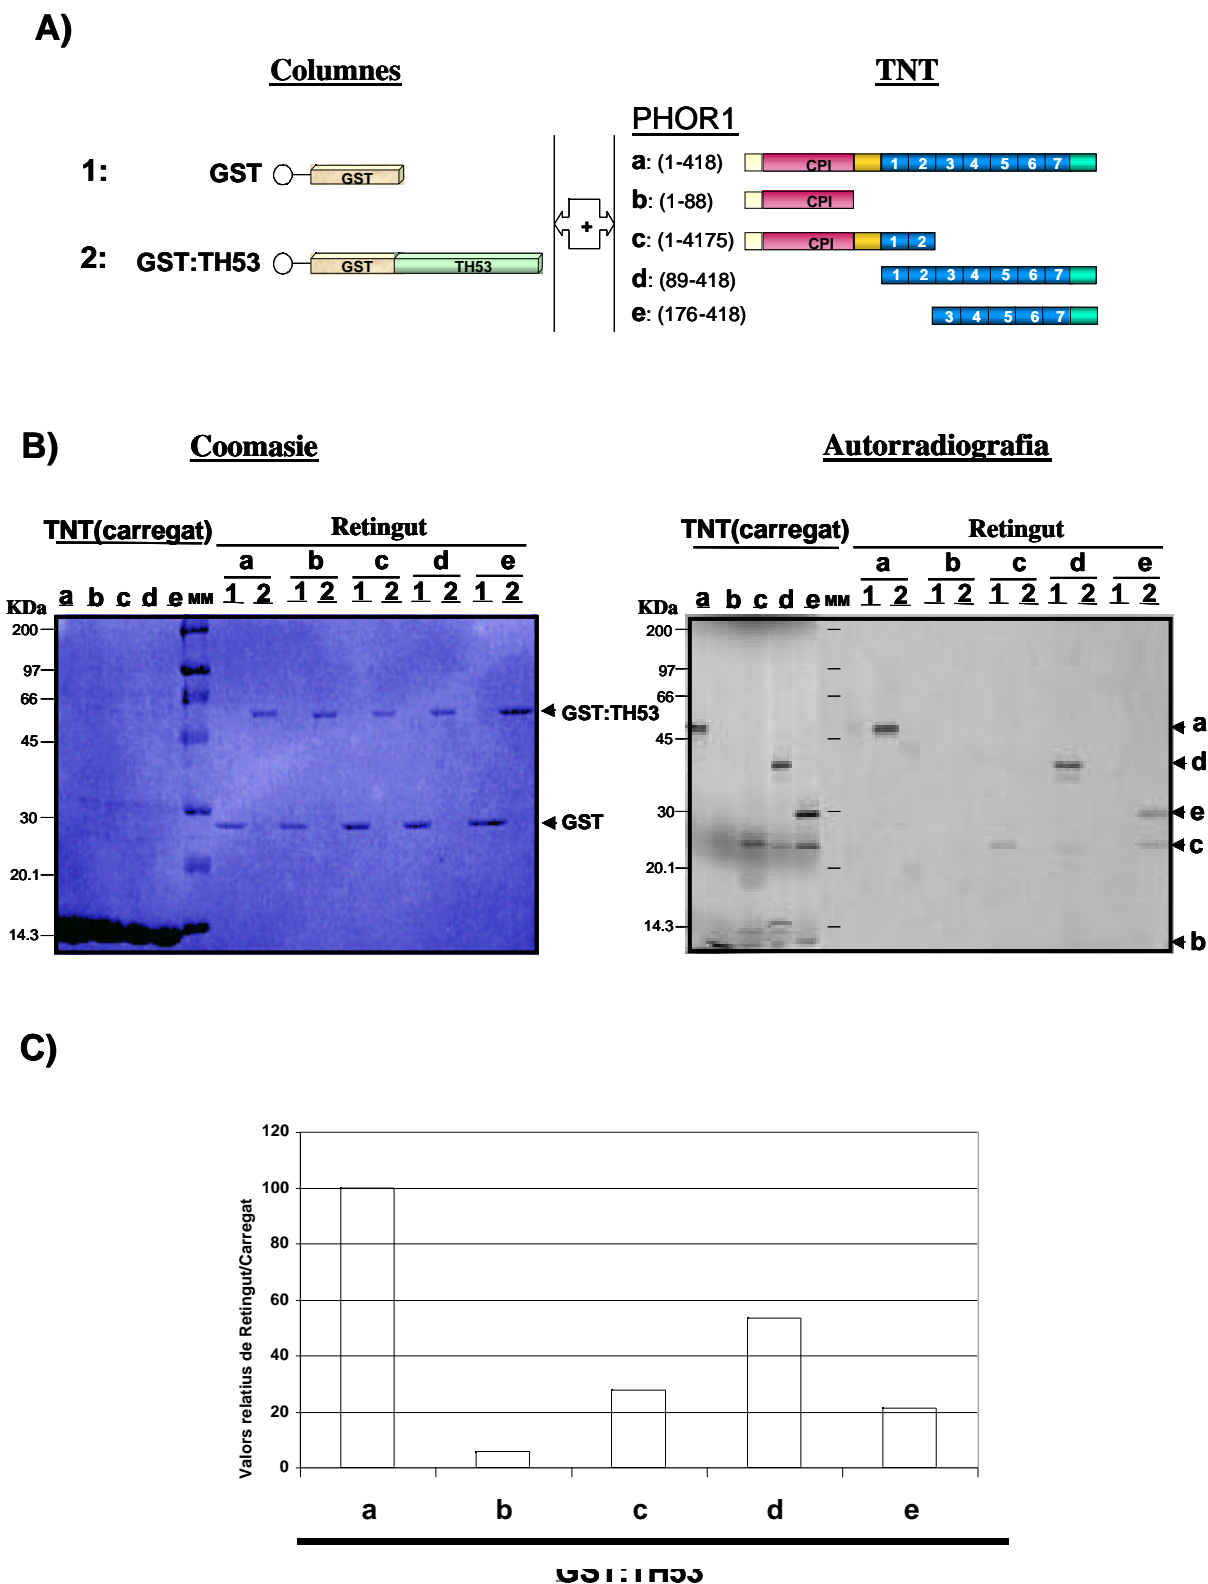 A)
Columnes
TNT
PHOR1
1: GST GST
2: GST:TH53 GST TH53
+
a: (1-418) CPI 1 2 3 4 5 6 7
b: (1-88) CPI
c: (1-4175) CPI 1 2
d: (89-418) 1 2 3 4 5 6 7
e: (176-418) 3 4 5 6 7
B)
Coomasie
Autorradiografia
TNT(carregat) Retingut
a b c d e
a b c d e MM 1 2 1 2 1 2 1 2 1 2
KDa
200
97
66
45
30
20.1
14.3
GST:TH53
GST
TNT(carregat) Retingut
a b c d e
a b c d e MM 1 2 1 2 1 2 1 2 1 2
KDa
200
97
66
45
30
20.1
14.3
a
d
e
c
b
C)
Valors relatius de Retingut/Carregat
120
100
80
60
40
20
0
a b c d e
GST:TH53